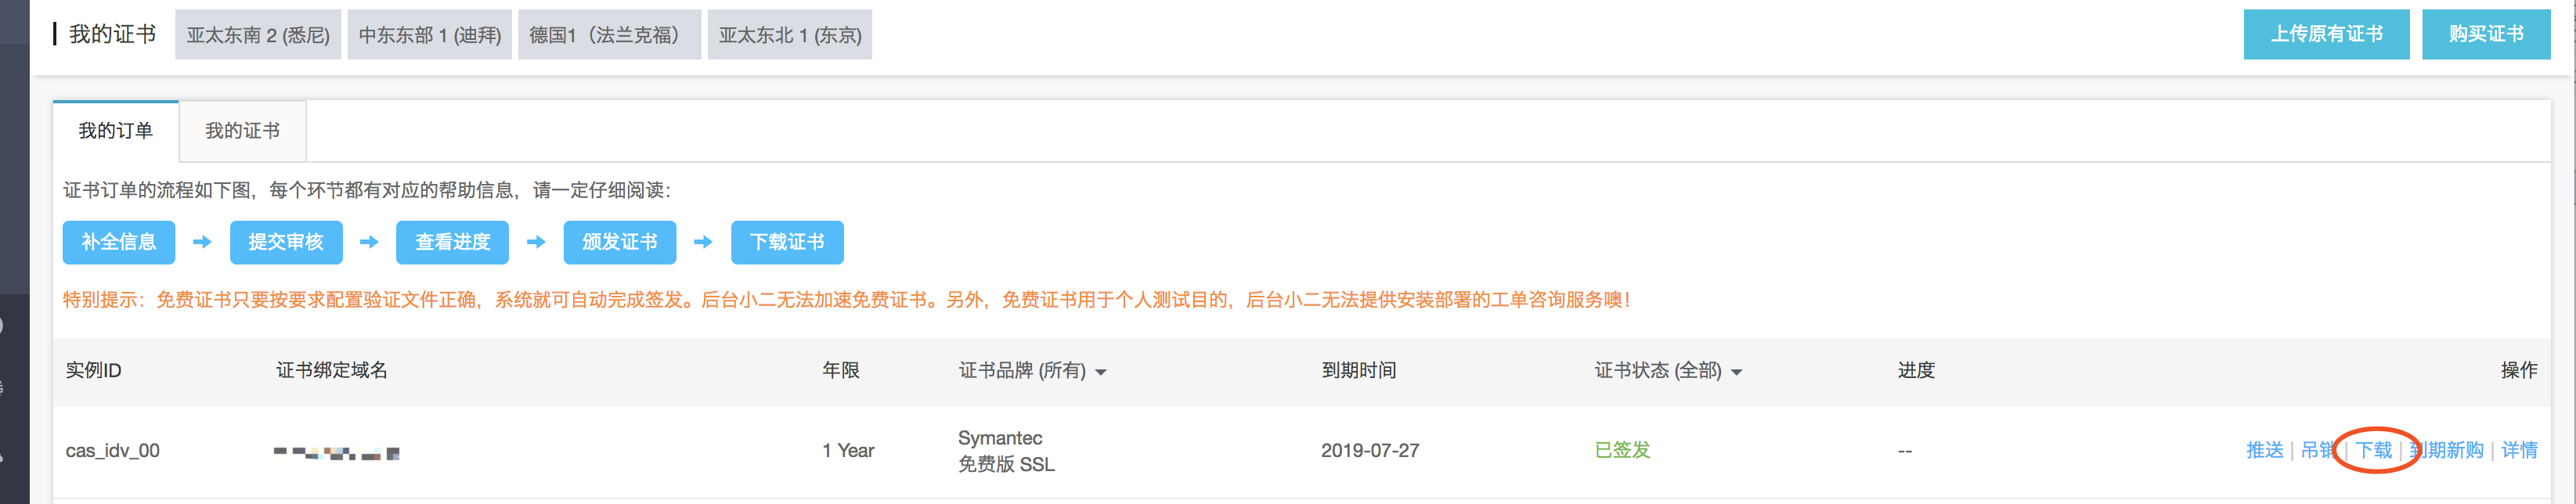 我的证书 亚太东南 2 (悉尼) 中东东部 1 (迪拜) 德国1（法兰克福） 亚太东北 1 (东京) 上传原有证书 购买证书
我的订单 我的证书
证书订单的流程如下图，每个环节都有对应的帮助信息，请一定仔细阅读：
补全信息 提交审核 查看进度 颁发证书 下载证书
特别提示：免费证书只要按要求配置验证文件正确，系统就可自动完成签发。后台小二无法加速免费证书。另外，免费证书用于个人测试目的，后台小二无法提供安装部署的工单咨询服务噢！
实例ID 证书绑定域名 年限 证书品牌 (所有) 到期时间 证书状态 (全部) 进度 操作
cas_idv_00 1 Year Symantec 免费版 SSL 2019-07-27 已签发 -- 推送 | 吊销 | 下载 | 到期新购 | 详情